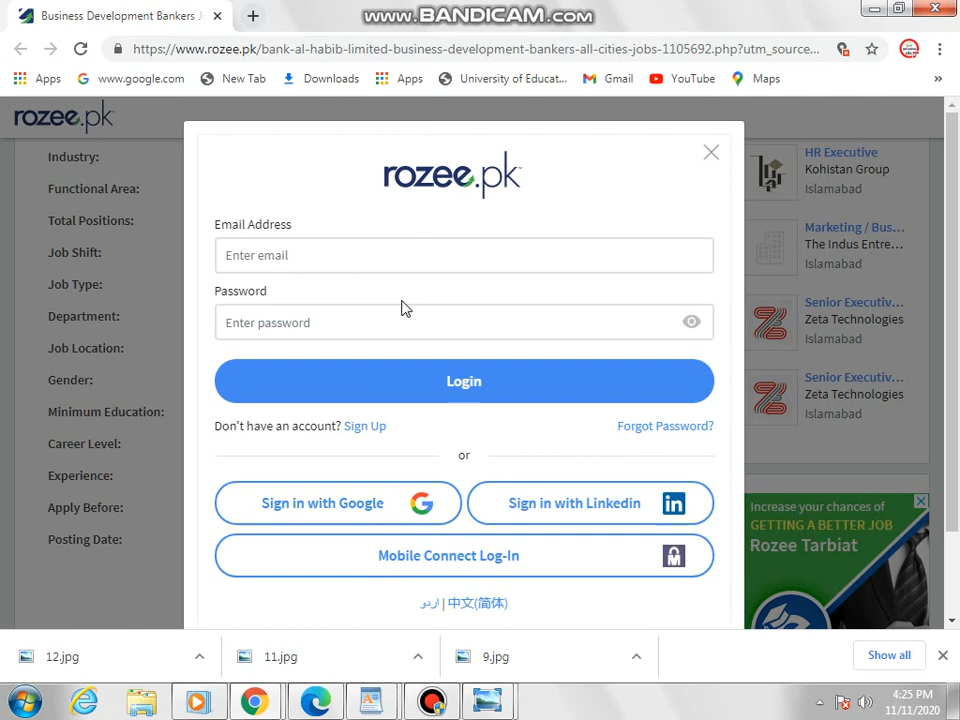 Business Development Bankers J
www.BANDICAM.com
https://www.rozee.pk/bank-al-habib-limited-business-development-bankers-all-cities-jobs-1105692.php?utm_source...
Apps
www.google.com
New Tab
Downloads
Apps
University of Educat...
Gmail
YouTube
Maps
»
rozee.pk
Industry:
Functional Area:
Total Positions:
Job Shift:
Job Type:
Department:
Job Location:
Gender:
Minimum Education:
Career Level:
Experience:
Apply Before:
Posting Date:
rozee.pk
Email Address
Enter email
Password
Enter password
Login
Don't have an account? Sign Up
Forgot Password?
or
Sign in with Google
Sign in with Linkedin
in
Mobile Connect Log-In
اردو | 中文(简体)
HR Executive
Kohistan Group
Islamabad
Marketing / Bus...
The Indus Entre...
Islamabad
Senior Executiv...
Zeta Technologies
Islamabad
Senior Executiv...
Zeta Technologies
Islamabad
Increase your chances of
GETTING A BETTER JOB
Rozee Tarbiat
12.jpg
11.jpg
9.jpg
Show all
4:25 PM
11/11/2020